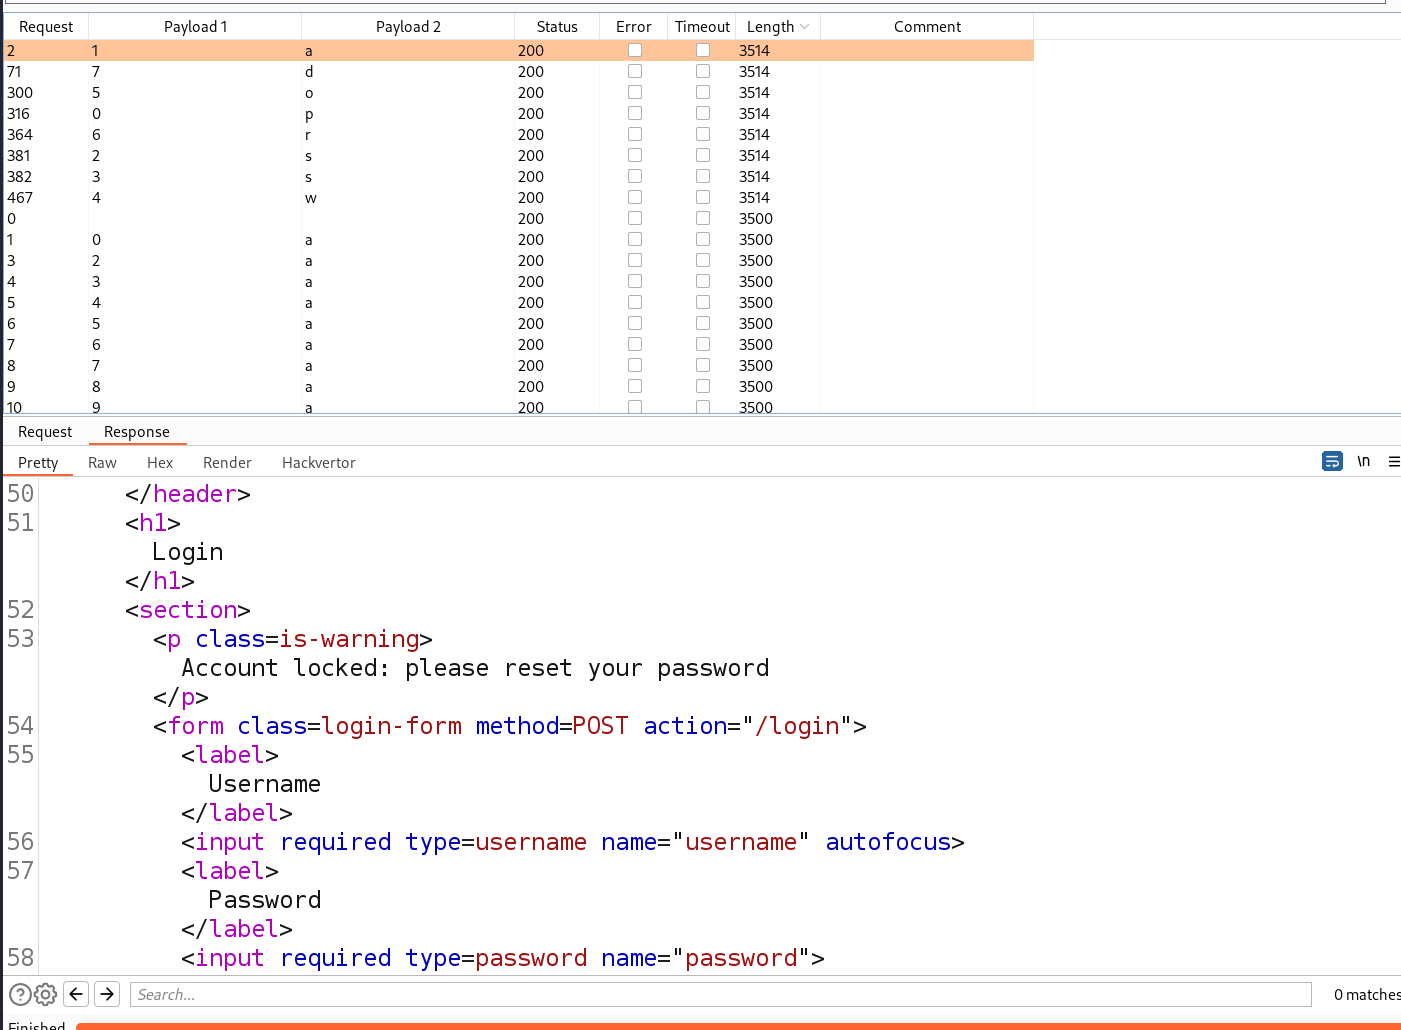 Request Payload 1 Payload 2 Status Error Timeout Length Comment
2 1 a 200 3514
71 7 d 200 3514
300 5 o 200 3514
316 0 p 200 3514
364 6 r 200 3514
381 2 s 200 3514
382 3 s 200 3514
467 4 w 200 3514
0 200 3500
1 0 a 200 3500
3 2 a 200 3500
4 3 a 200 3500
5 4 a 200 3500
6 5 a 200 3500
7 6 a 200 3500
8 7 a 200 3500
9 8 a 200 3500
10 9 a 200 3500
Request Response
Pretty Raw Hex Render Hackvertor \n
50 </header>
51 <h1>
Login
</h1>
52 <section>
53 <p class=is-warning>
Account locked: please reset your password
</p>
54 <form class=login-form method=POST action="/login">
55 <label>
Username
</label>
56 <input required type=username name="username" autofocus>
57 <label>
Password
</label>
58 <input required type=password name="password">
Search... 0 matches
Finished